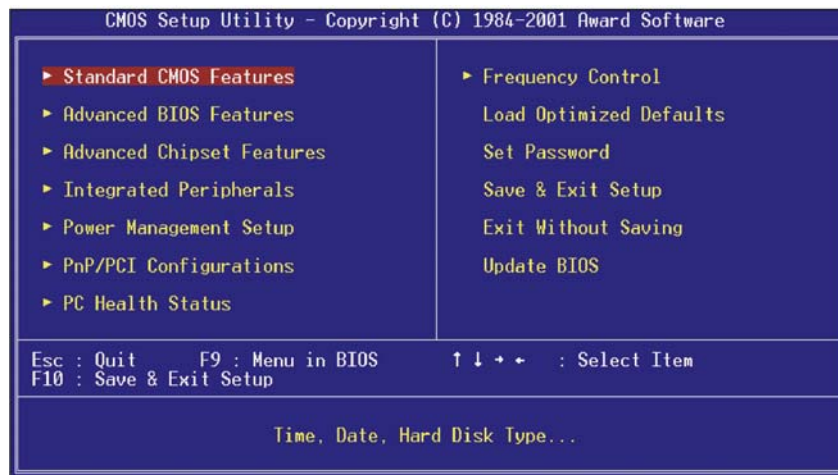 CMOS Setup Utility - Copyright (C) 1984-2001 Award Software
► Standard CMOS Features
► Advanced BIOS Features
► Advanced Chipset Features
► Integrated Peripherals
► Power Management Setup
► PnP/PCI Configurations
► PC Health Status
► Frequency Control
Load Optimized Defaults
Set Password
Save & Exit Setup
Exit Without Saving
Update BIOS
Esc : Quit F9 : Menu in BIOS ↑ ↓ → ← : Select Item
F10 : Save & Exit Setup
Time, Date, Hard Disk Type...